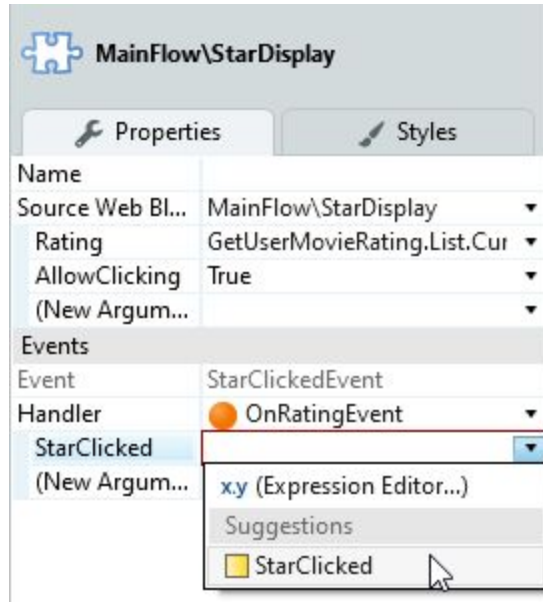 MainFlow\StarDisplay
Properties Styles
Name
Source Web Bl... MainFlow\StarDisplay
Rating GetUserMovieRating.List.Cur
AllowClicking True
(New Argum...
Events
Event StarClickedEvent
Handler OnRatingEvent
StarClicked
(New Argum... x.y (Expression Editor...)
Suggestions
StarClicked